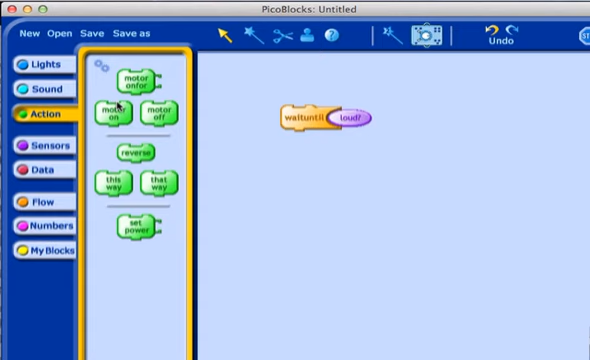 PicoBlocks: Untitled
New Open Save Save as
Undo
Lights
Sound
Action
Sensors
Data
Flow
Numbers
My Blocks
motor
onfor
motor
on
motor
off
reverse
this
way
that
way
set
power
waituntil loud?